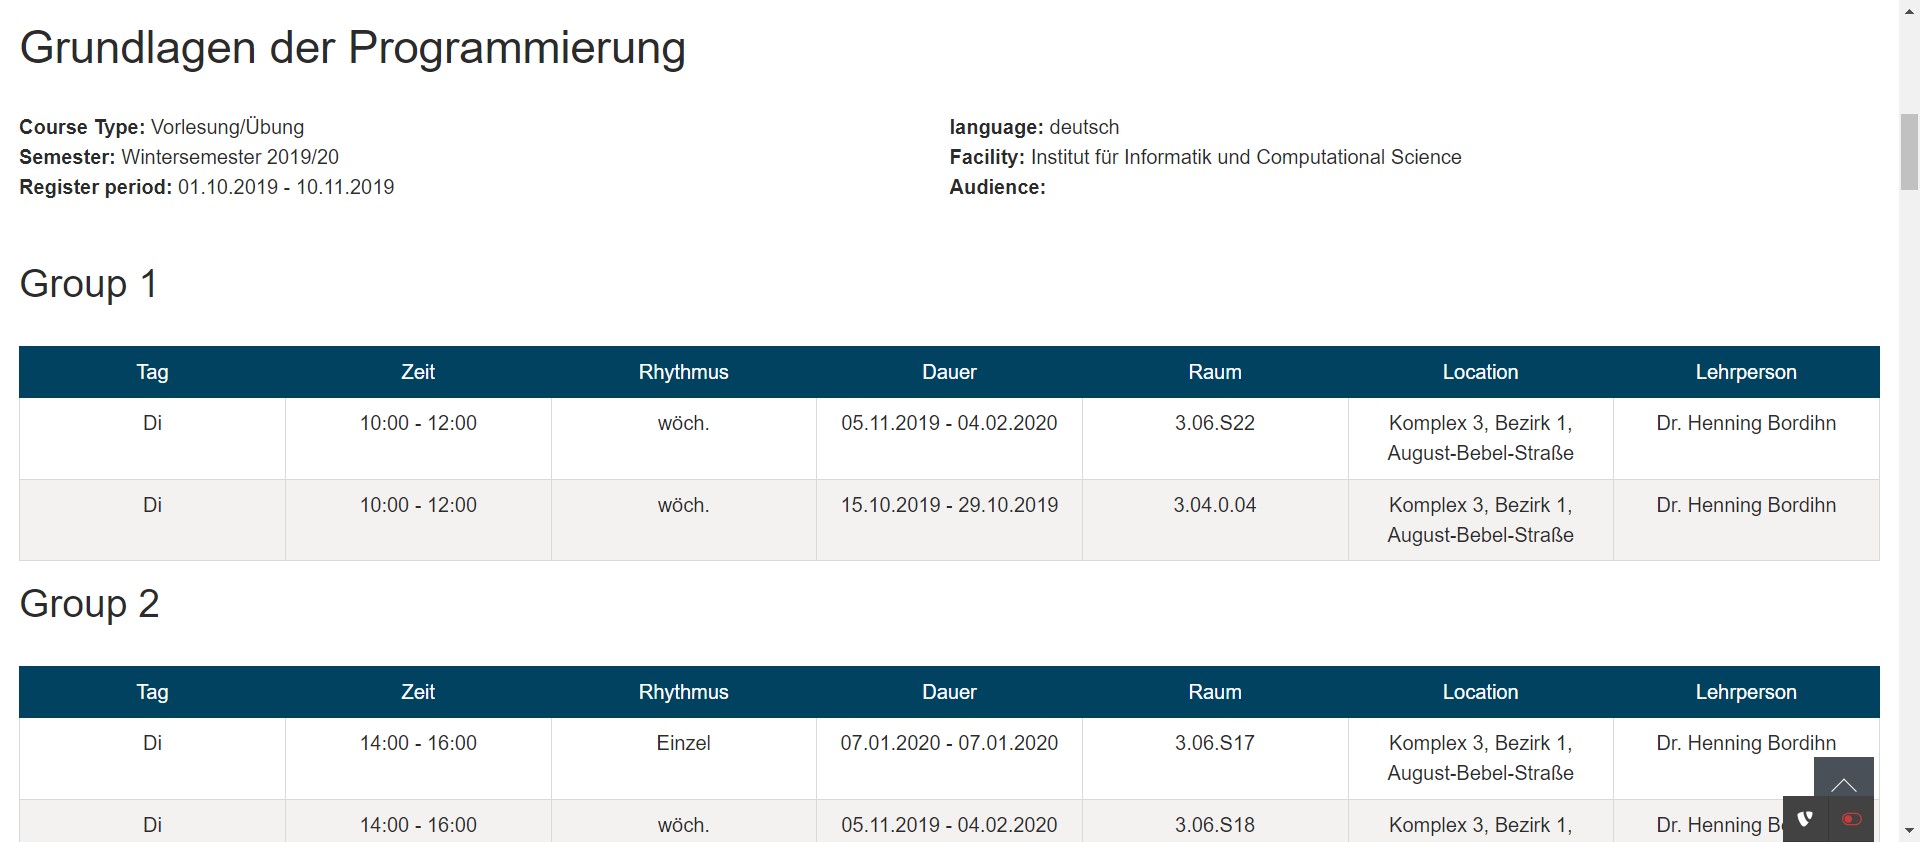 Grundlagen der Programmierung
Course Type: Vorlesung/Übung
Semester: Wintersemester 2019/20
Register period: 01.10.2019 - 10.11.2019
language: deutsch
Facility: Institut für Informatik und Computational Science
Audience:
Group 1
Tag Zeit Rhythmus Dauer Raum Location Lehrperson
Di 10:00 - 12:00 wöch. 05.11.2019 - 04.02.2020 3.06.S22 Komplex 3, Bezirk 1, Dr. Henning Bordihn
August-Bebel-Straße
Di 10:00 - 12:00 wöch. 15.10.2019 - 29.10.2019 3.04.0.04 Komplex 3, Bezirk 1, Dr. Henning Bordihn
August-Bebel-Straße
Group 2
Tag Zeit Rhythmus Dauer Raum Location Lehrperson
Di 14:00 - 16:00 Einzel 07.01.2020 - 07.01.2020 3.06.S17 Komplex 3, Bezirk 1, Dr. Henning Bordihn
August-Bebel-Straße
Di 14:00 - 16:00 wöch. 05.11.2019 - 04.02.2020 3.06.S18 Komplex 3, Bezirk 1, Dr. Henning